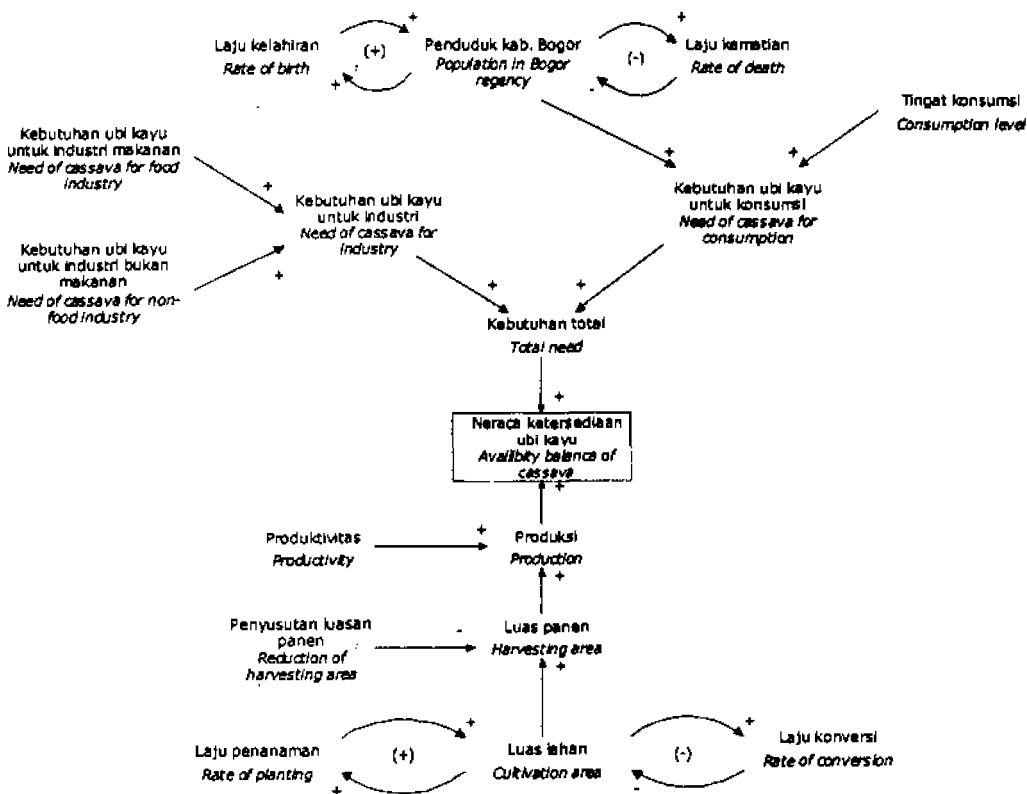 Laju kelahiran
Rate of birth
+
(+)
+
Penduduk kab. Bogor
Population in Bogor
regency
+
(-)
-
Laju kematian
Rate of death
Tingat konsumsi
Consumption level
Kebutuhan ubi kayu
untuk industri makanan
Need of cassava for food
industry
+
Kebutuhan ubi kayu
untuk industri
Need of cassava for
industry
+
+
Kebutuhan ubi kayu
untuk konsumsi
Need of cassava for
consumption
Kebutuhan ubi kayu
untuk industri bukan
makanan
Need of cassava for non-
food industry
+
+
+
Kebutuhan total
Total need
+
Neraca ketersediaan
ubi kayu
Availibity balance of
cassava
+
Produktivitas
Productivity
+
Produksi
Production
+
Penyusutan luasan
panen
Reduction of
harvesting area
-
Luas panen
Harvesting area
+
Laju penanaman
Rate of planting
+
(+)
+
Luas lahan
Cultivation area
+
(-)
-
Laju konversi
Rate of conversion